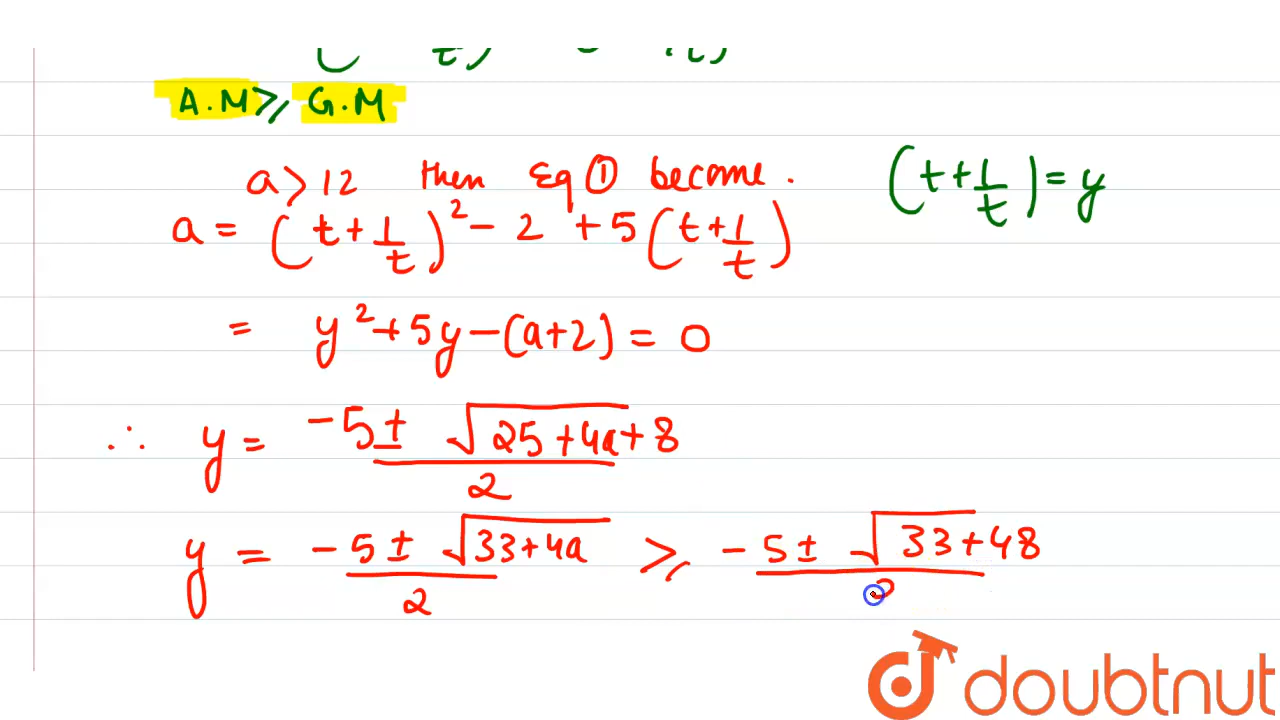 A.M ⩾ G.M
a > 12 then Eq ① become.
(t + 1/t) = y
a = (t + 1/t)² - 2 + 5(t + 1/t)
= y² + 5y - (a+2) = 0
∴ y = (-5 ± √(25+4a+8))/2
y = (-5 ± √(33+4a))/2 ⩾ (-5 ± √(33+48))/2
doubtnut